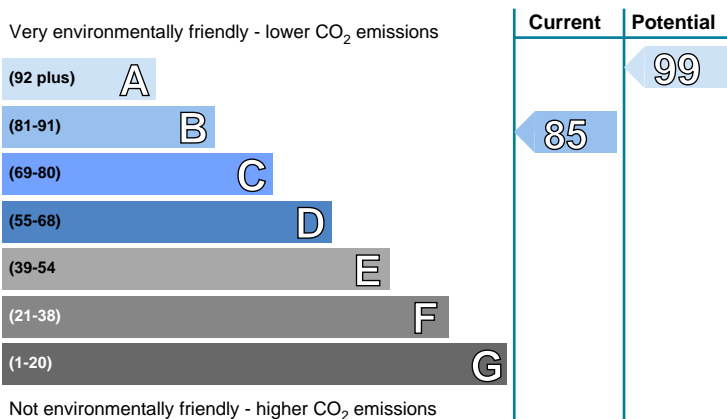 Current Potential
Very environmentally friendly - lower CO2 emissions
(92 plus) A 99
(81-91) B 85
(69-80) C
(55-68) D
(39-54 E
(21-38) F
(1-20) G
Not environmentally friendly - higher CO2 emissions